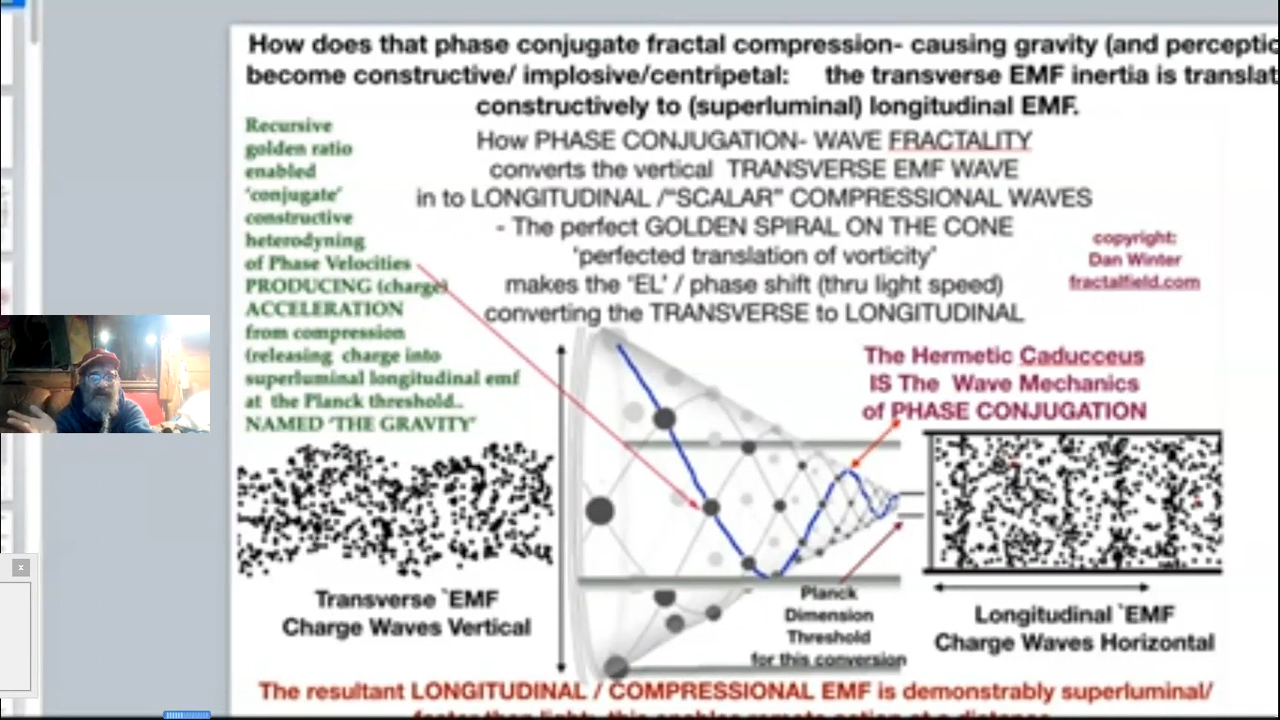 How does that phase conjugate fractal compression- causing gravity (and perceptio
become constructive/ implosive/centripetal: the transverse EMF inertia is translat
constructively to (superluminal) longitudinal EMF.
Recursive
golden ratio
enabled
'conjugate'
constructive
heterodyning
of Phase Velocities
PRODUCING (charge)
ACCELERATION
from compression
(releasing charge into
superluminal longitudinal emf
at the Planck threshold..
NAMED 'THE GRAVITY'
How PHASE CONJUGATION- WAVE FRACTALITY
converts the vertical TRANSVERSE EMF WAVE
in to LONGITUDINAL /"SCALAR" COMPRESSIONAL WAVES
- The perfect GOLDEN SPIRAL ON THE CONE
'perfected translation of vorticity'
makes the 'EL' / phase shift (thru light speed)
converting the TRANSVERSE to LONGITUDINAL
copyright:
Dan Winter
fractalfield.com
The Hermetic Caducceus
IS The Wave Mechanics
of PHASE CONJUGATION
Transverse `EMF
Charge Waves Vertical
Planck
Dimension
Threshold
for this conversion
Longitudinal `EMF
Charge Waves Horizontal
The resultant LONGITUDINAL / COMPRESSIONAL EMF is demonstrably superluminal/